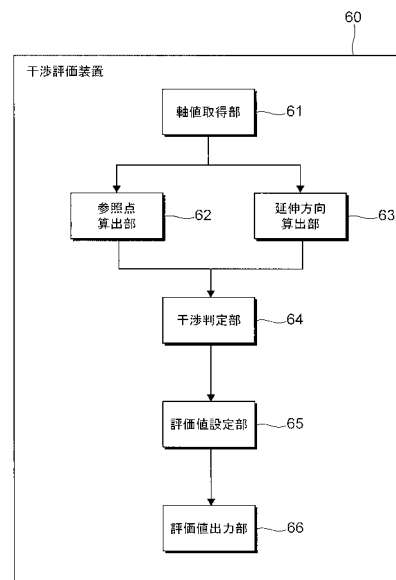 60
干渉評価装置
軸値取得部
61
参照点
算出部
62
延伸方向
算出部
63
干渉判定部
64
評価値設定部
65
評価値出力部
66